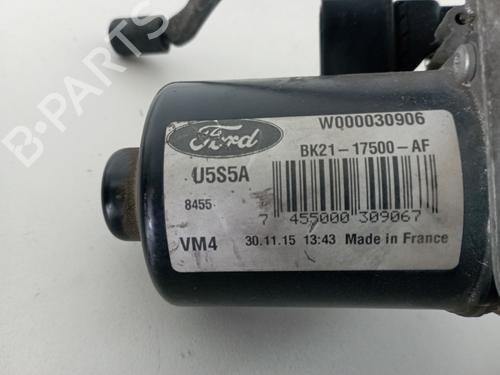 W000030906
Ford
BK21-17500-AF
U5S5A
8455
7 455000 309067
VM4 30.11.15 13:43 Made in France